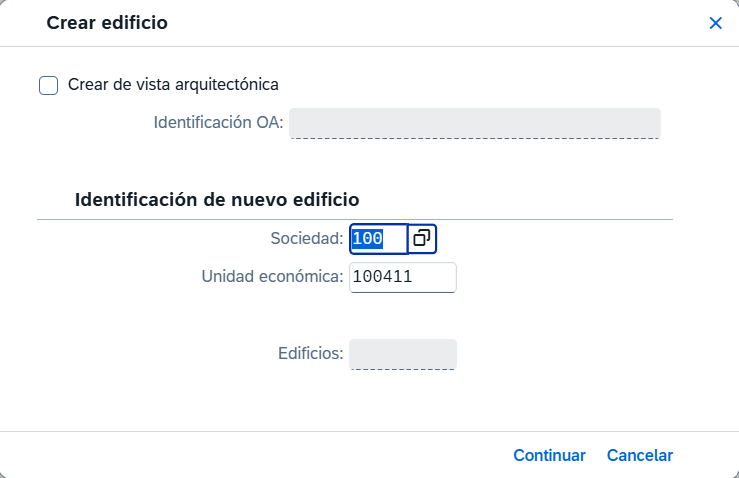 Crear edificio
Crear de vista arquitectónica
Identificación OA:
Identificación de nuevo edificio
Sociedad: 100
Unidad económica: 100411
Edificios:
Continuar Cancelar